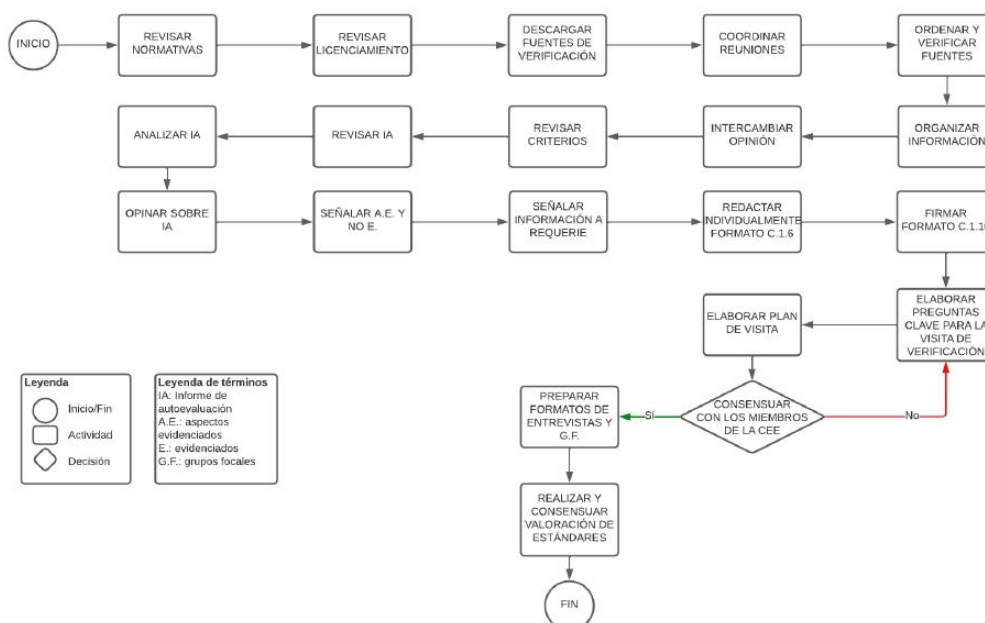 INICIO
REVISAR
NORMATIVAS
REVISAR
LICENCIAMIENTO
DESCARGAR
FUENTES DE
VERIFICACIÓN
COORDINAR
REUNIONES
ORDENAR Y
VERIFICAR
FUENTES
ANALIZAR IA
REVISAR IA
REVISAR
CRITERIOS
INTERCAMBIAR
OPINIÓN
ORGANIZAR
INFORMACIÓN
OPINAR SOBRE
IA
SEÑALAR A.E. Y
NO E.
SEÑALAR
INFORMACIÓN A
REQUERIE
REDACTAR
INDIVIDUALMENTE
FORMATO C.1.6
FIRMAR
FORMATO
ELABORAR PLAN
DE VISITA
ELABORAR
PREGUNTAS
CLAVE PARA LA
VISITA DE
VERIFICACIÓN
Leyenda
Inicio/Fin
Actividad
Decisión
Leyenda de términos
IA: Informe de
autoevaluación
A.E.: aspectos
evidenciados
E.: evidenciados
G.F.: grupos focales
PREPARAR
FORMATOS DE
ENTREVISTAS Y
G.F.
Sí
CONSENSUAR
CON LOS MIEMBROS
DE LA CEE
No
REALIZAR Y
CONSENSUAR
VALORACIÓN DE
ESTÁNDARES
FIN